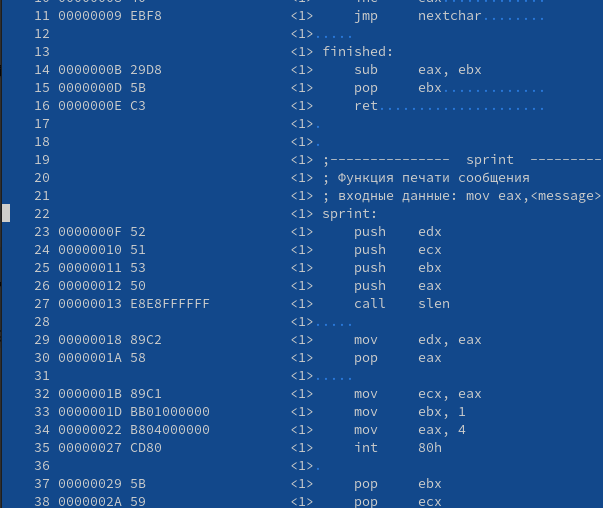 11 00000009 EBF8 <1> jmp nextchar........
12 <1>.....
13 <1> finished:
14 0000000B 29D8 <1> sub eax, ebx
15 0000000D 5B <1> pop ebx.............
16 0000000E C3 <1> ret.....................
17 <1>.
18 <1>.
19 <1> ;--------------- sprint ---------
20 <1> ; Функция печати сообщения
21 <1> ; входные данные: mov eax,<message>
22 <1> sprint:
23 0000000F 52 <1> push edx
24 00000010 51 <1> push ecx
25 00000011 53 <1> push ebx
26 00000012 50 <1> push eax
27 00000013 E8E8FFFFFF <1> call slen
28 <1>.....
29 00000018 89C2 <1> mov edx, eax
30 0000001A 58 <1> pop eax
31 <1>.....
32 0000001B 89C1 <1> mov ecx, eax
33 0000001D BB01000000 <1> mov ebx, 1
34 00000022 B804000000 <1> mov eax, 4
35 00000027 CD80 <1> int 80h
36 <1>.
37 00000029 5B <1> pop ebx
38 0000002A 59 <1> pop ecx